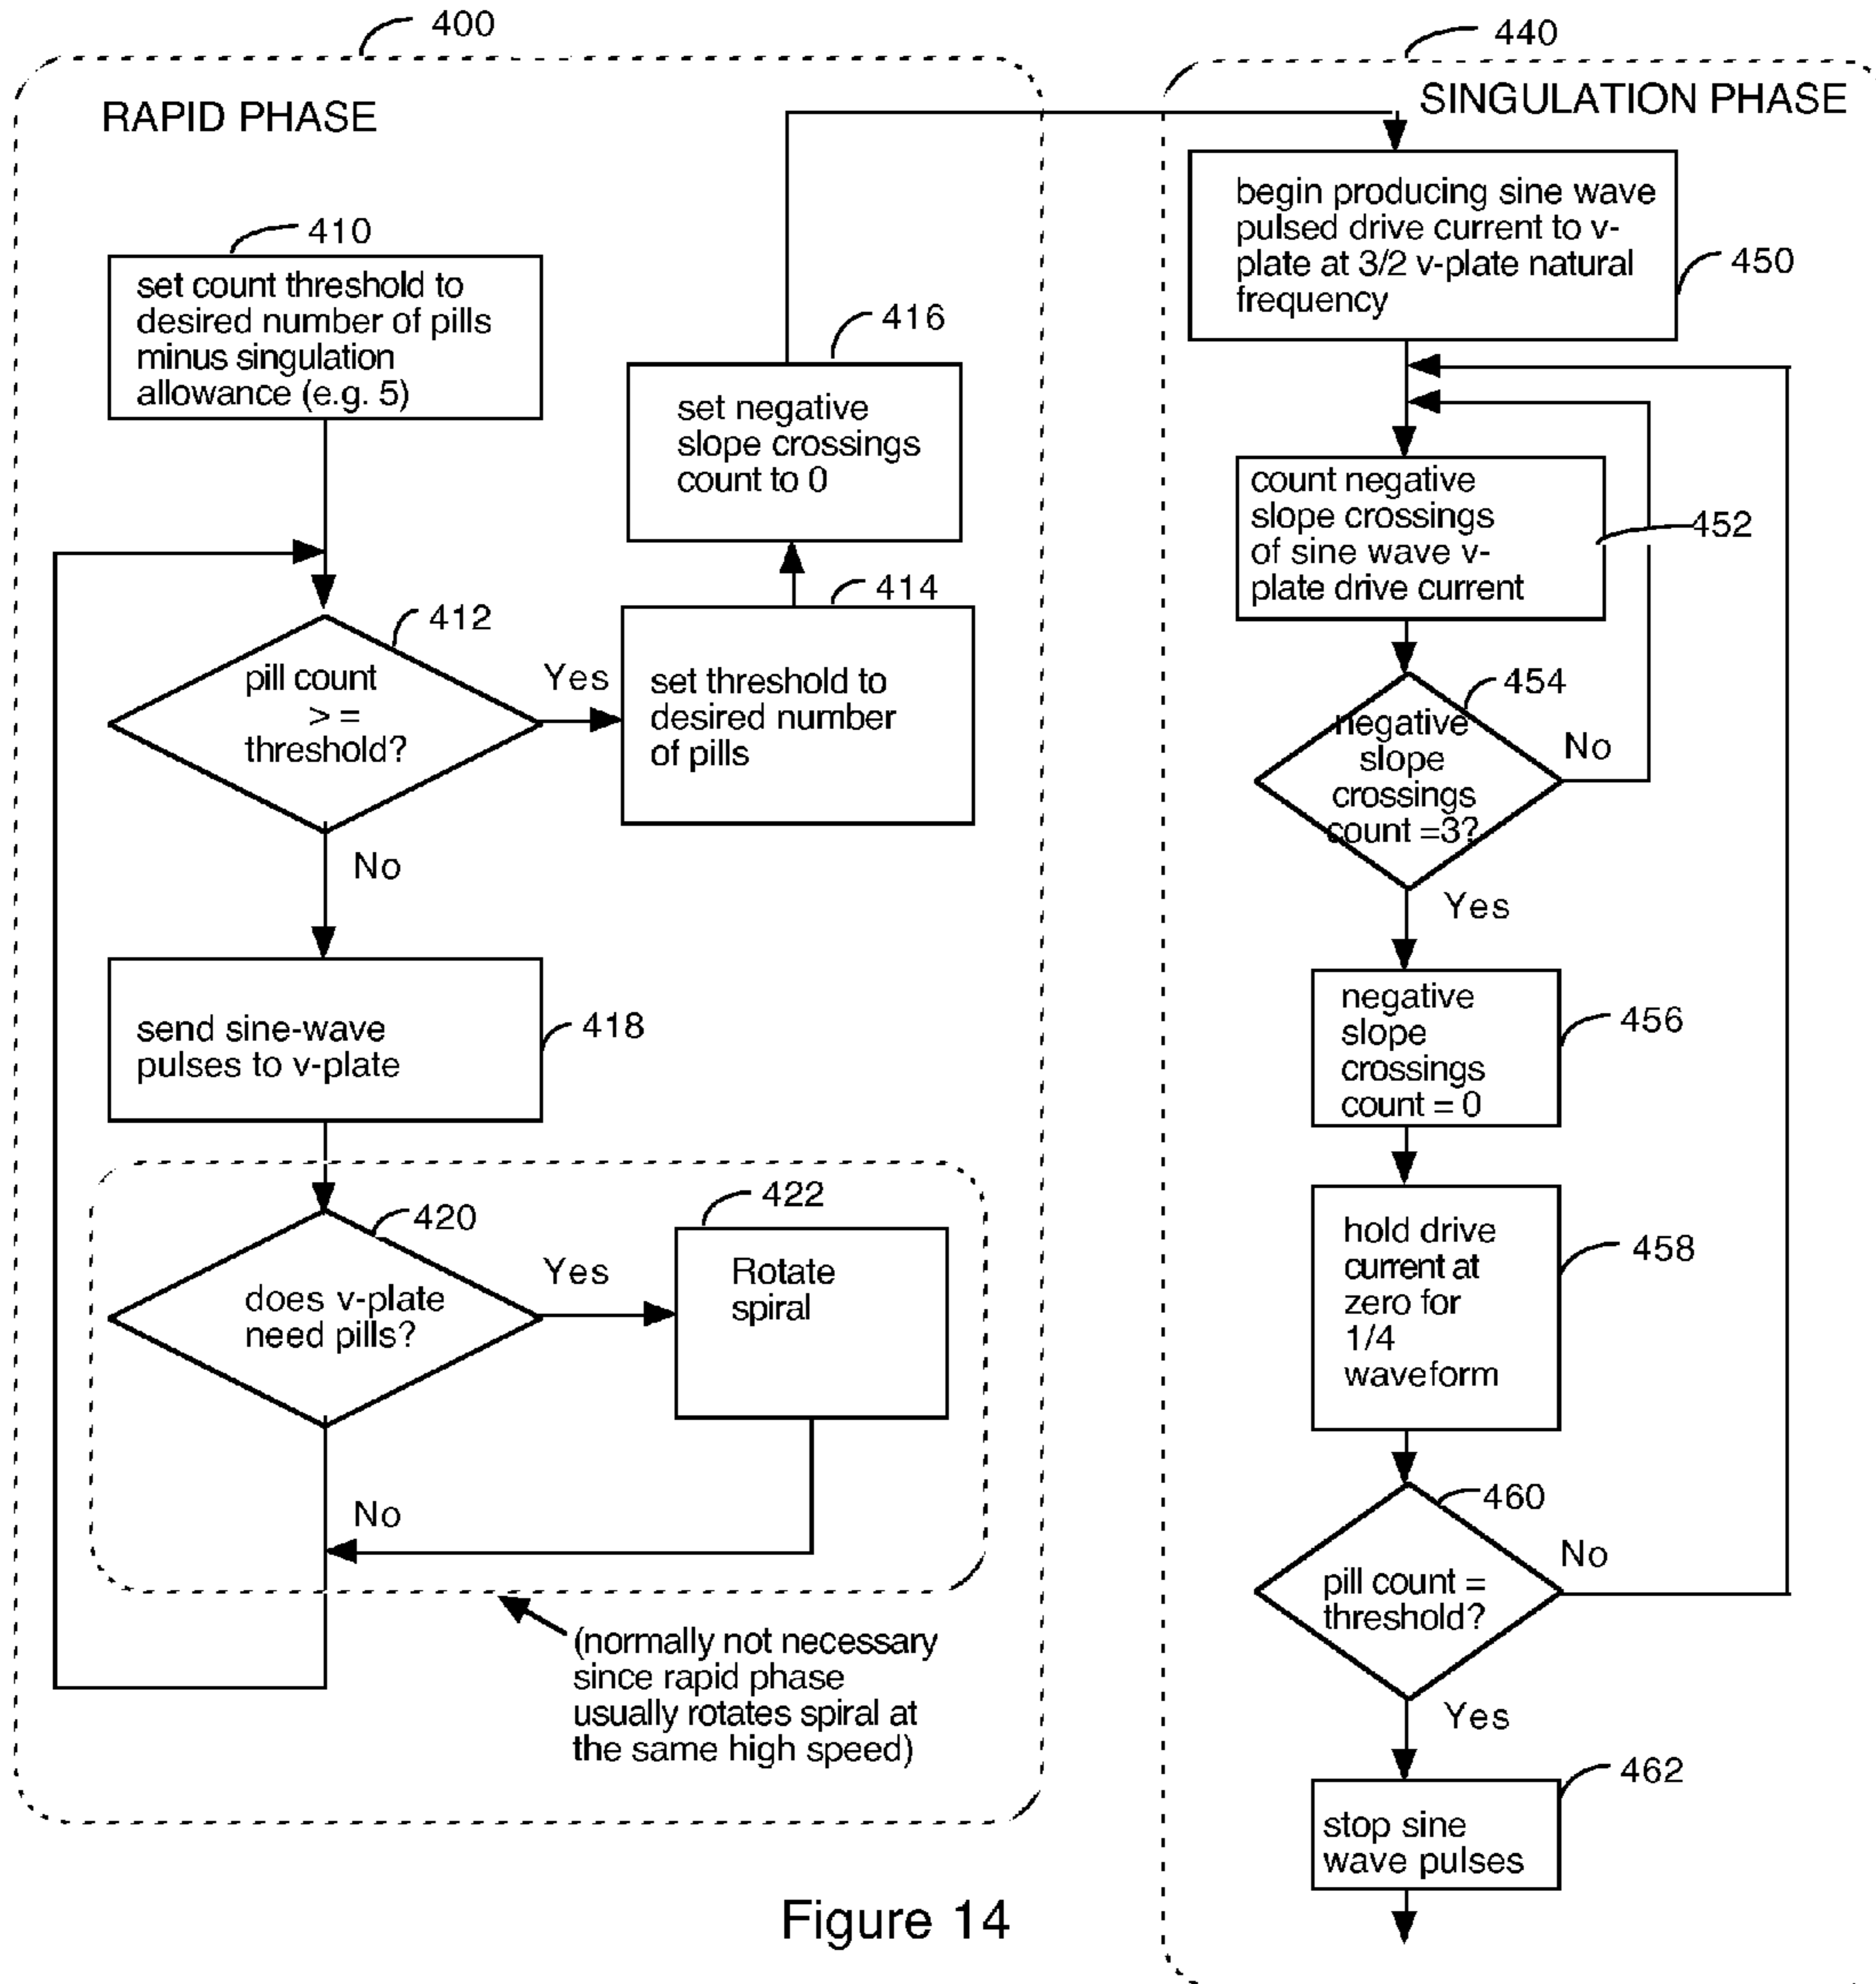 400
RAPID PHASE
410
set count threshold to
desired number of pills
minus singulation
allowance (e.g. 5)
416
set negative
slope crossings
count to 0
412
pill count
> =
threshold?
Yes
414
set threshold to
desired number
of pills
No
send sine-wave
pulses to v-plate
418
420
does v-plate
need pills?
Yes
422
Rotate
spiral
No
(normally not necessary
since rapid phase
usually rotates spiral at
the same high speed)
440
SINGULATION PHASE
begin producing sine wave
pulsed drive current to v-
plate at 3/2 v-plate natural
frequency
450
count negative
slope crossings
of sine wave v-
plate drive current
452
454
negative
slope
crossings
count =3?
No
Yes
negative
slope
crossings
count = 0
456
hold drive
current at
zero for
1/4
waveform
458
460
pill count =
threshold?
No
Yes
462
stop sine
wave pulses
Figure 14